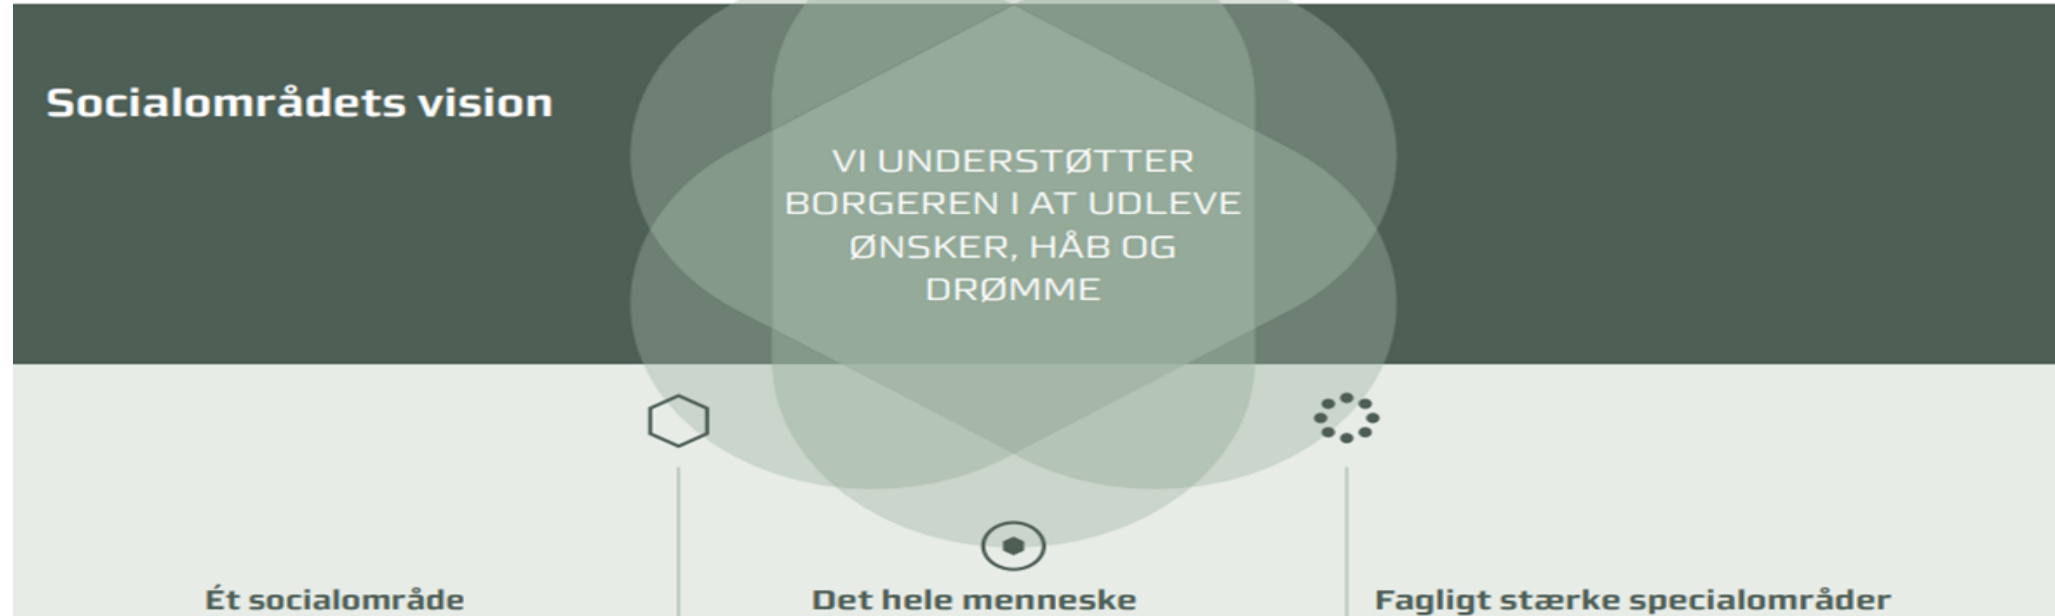 Socialområdets vision
VI UNDERSTØTTER
BORGEREN I AT UDLEVE
ØNSKER, HÅB OG
DRØMME
Ét socialområde
Det hele menneske
Fagligt stærke specialområder